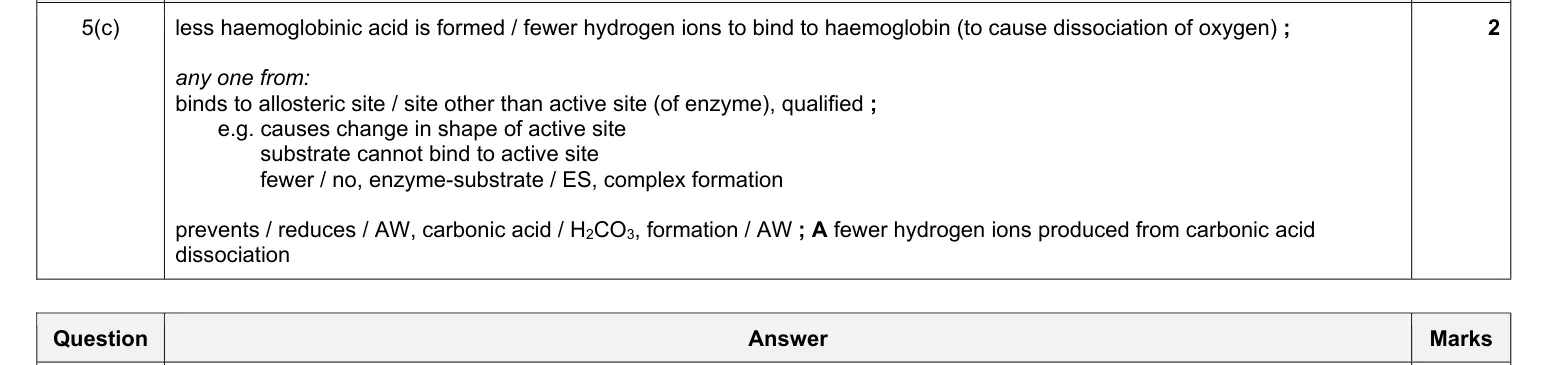 5(c) less haemoglobinic acid is formed / fewer hydrogen ions to bind to haemoglobin (to cause dissociation of oxygen) ; 2
any one from:
binds to allosteric site / site other than active site (of enzyme), qualified ;
e.g. causes change in shape of active site
substrate cannot bind to active site
fewer / no, enzyme-substrate / ES, complex formation
prevents / reduces / AW, carbonic acid / H₂CO₃, formation / AW ; A fewer hydrogen ions produced from carbonic acid
dissociation
Question Answer Marks